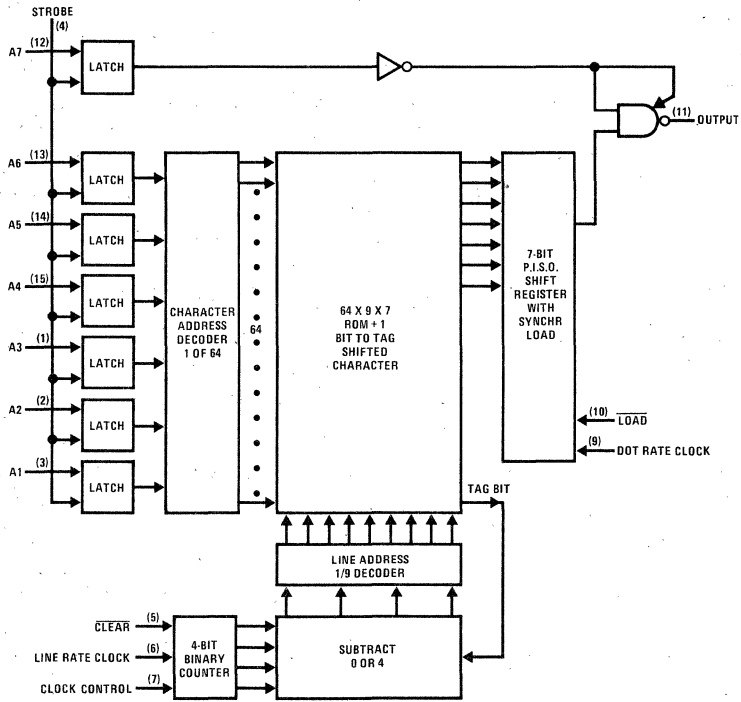 STROBE
(4)
A7 (12)
LATCH
(11)
OUTPUT
A6 (13)
LATCH
A5 (14)
LATCH
A4 (15)
LATCH
A3 (1)
LATCH
A2 (2)
LATCH
A1 (3)
LATCH
CHARACTER
ADDRESS
DECODER
1 OF 64
64
64 X 9 X 7
ROM + 1
BIT TO TAG
SHIFTED
CHARACTER
7-BIT
P.I.S.O.
SHIFT
REGISTER
WITH
SYNCHR
LOAD
(10)
LOAD
(9)
DOT RATE CLOCK
TAG BIT
LINE ADDRESS
1/9 DECODER
CLEAR (5)
LINE RATE CLOCK (6)
CLOCK CONTROL (7)
4-BIT
BINARY
COUNTER
SUBTRACT
0 OR 4